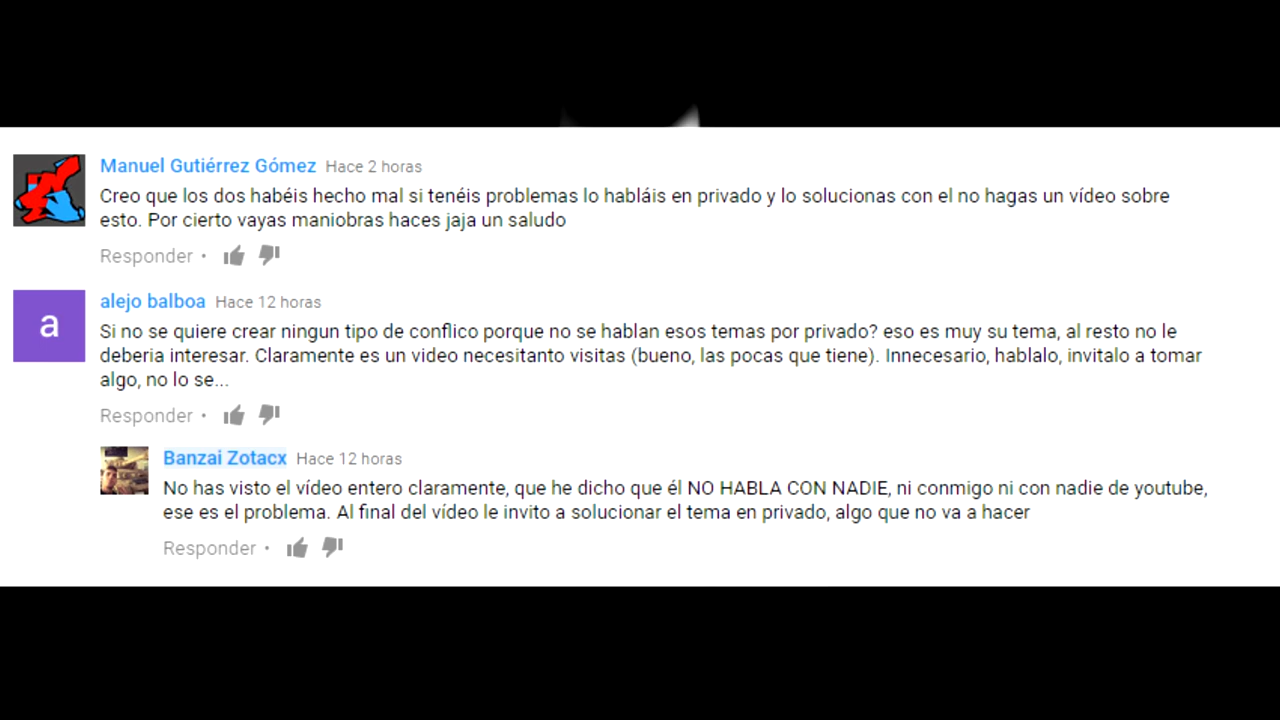 Manuel Gutiérrez Gómez Hace 2 horas
Creo que los dos habéis hecho mal si tenéis problemas lo habláis en privado y lo solucionas con el no hagas un vídeo sobre
esto. Por cierto vayas maniobras haces jaja un saludo
Responder •
a
alejo balboa Hace 12 horas
Si no se quiere crear ningun tipo de conflico porque no se hablan esos temas por privado? eso es muy su tema, al resto no le
deberia interesar. Claramente es un video necesitanto visitas (bueno, las pocas que tiene). Innecesario, hablalo, invitalo a tomar
algo, no lo se...
Responder •
Banzai Zotacx Hace 12 horas
No has visto el vídeo entero claramente, que he dicho que él NO HABLA CON NADIE, ni conmigo ni con nadie de youtube,
ese es el problema. Al final del vídeo le invito a solucionar el tema en privado, algo que no va a hacer
Responder •